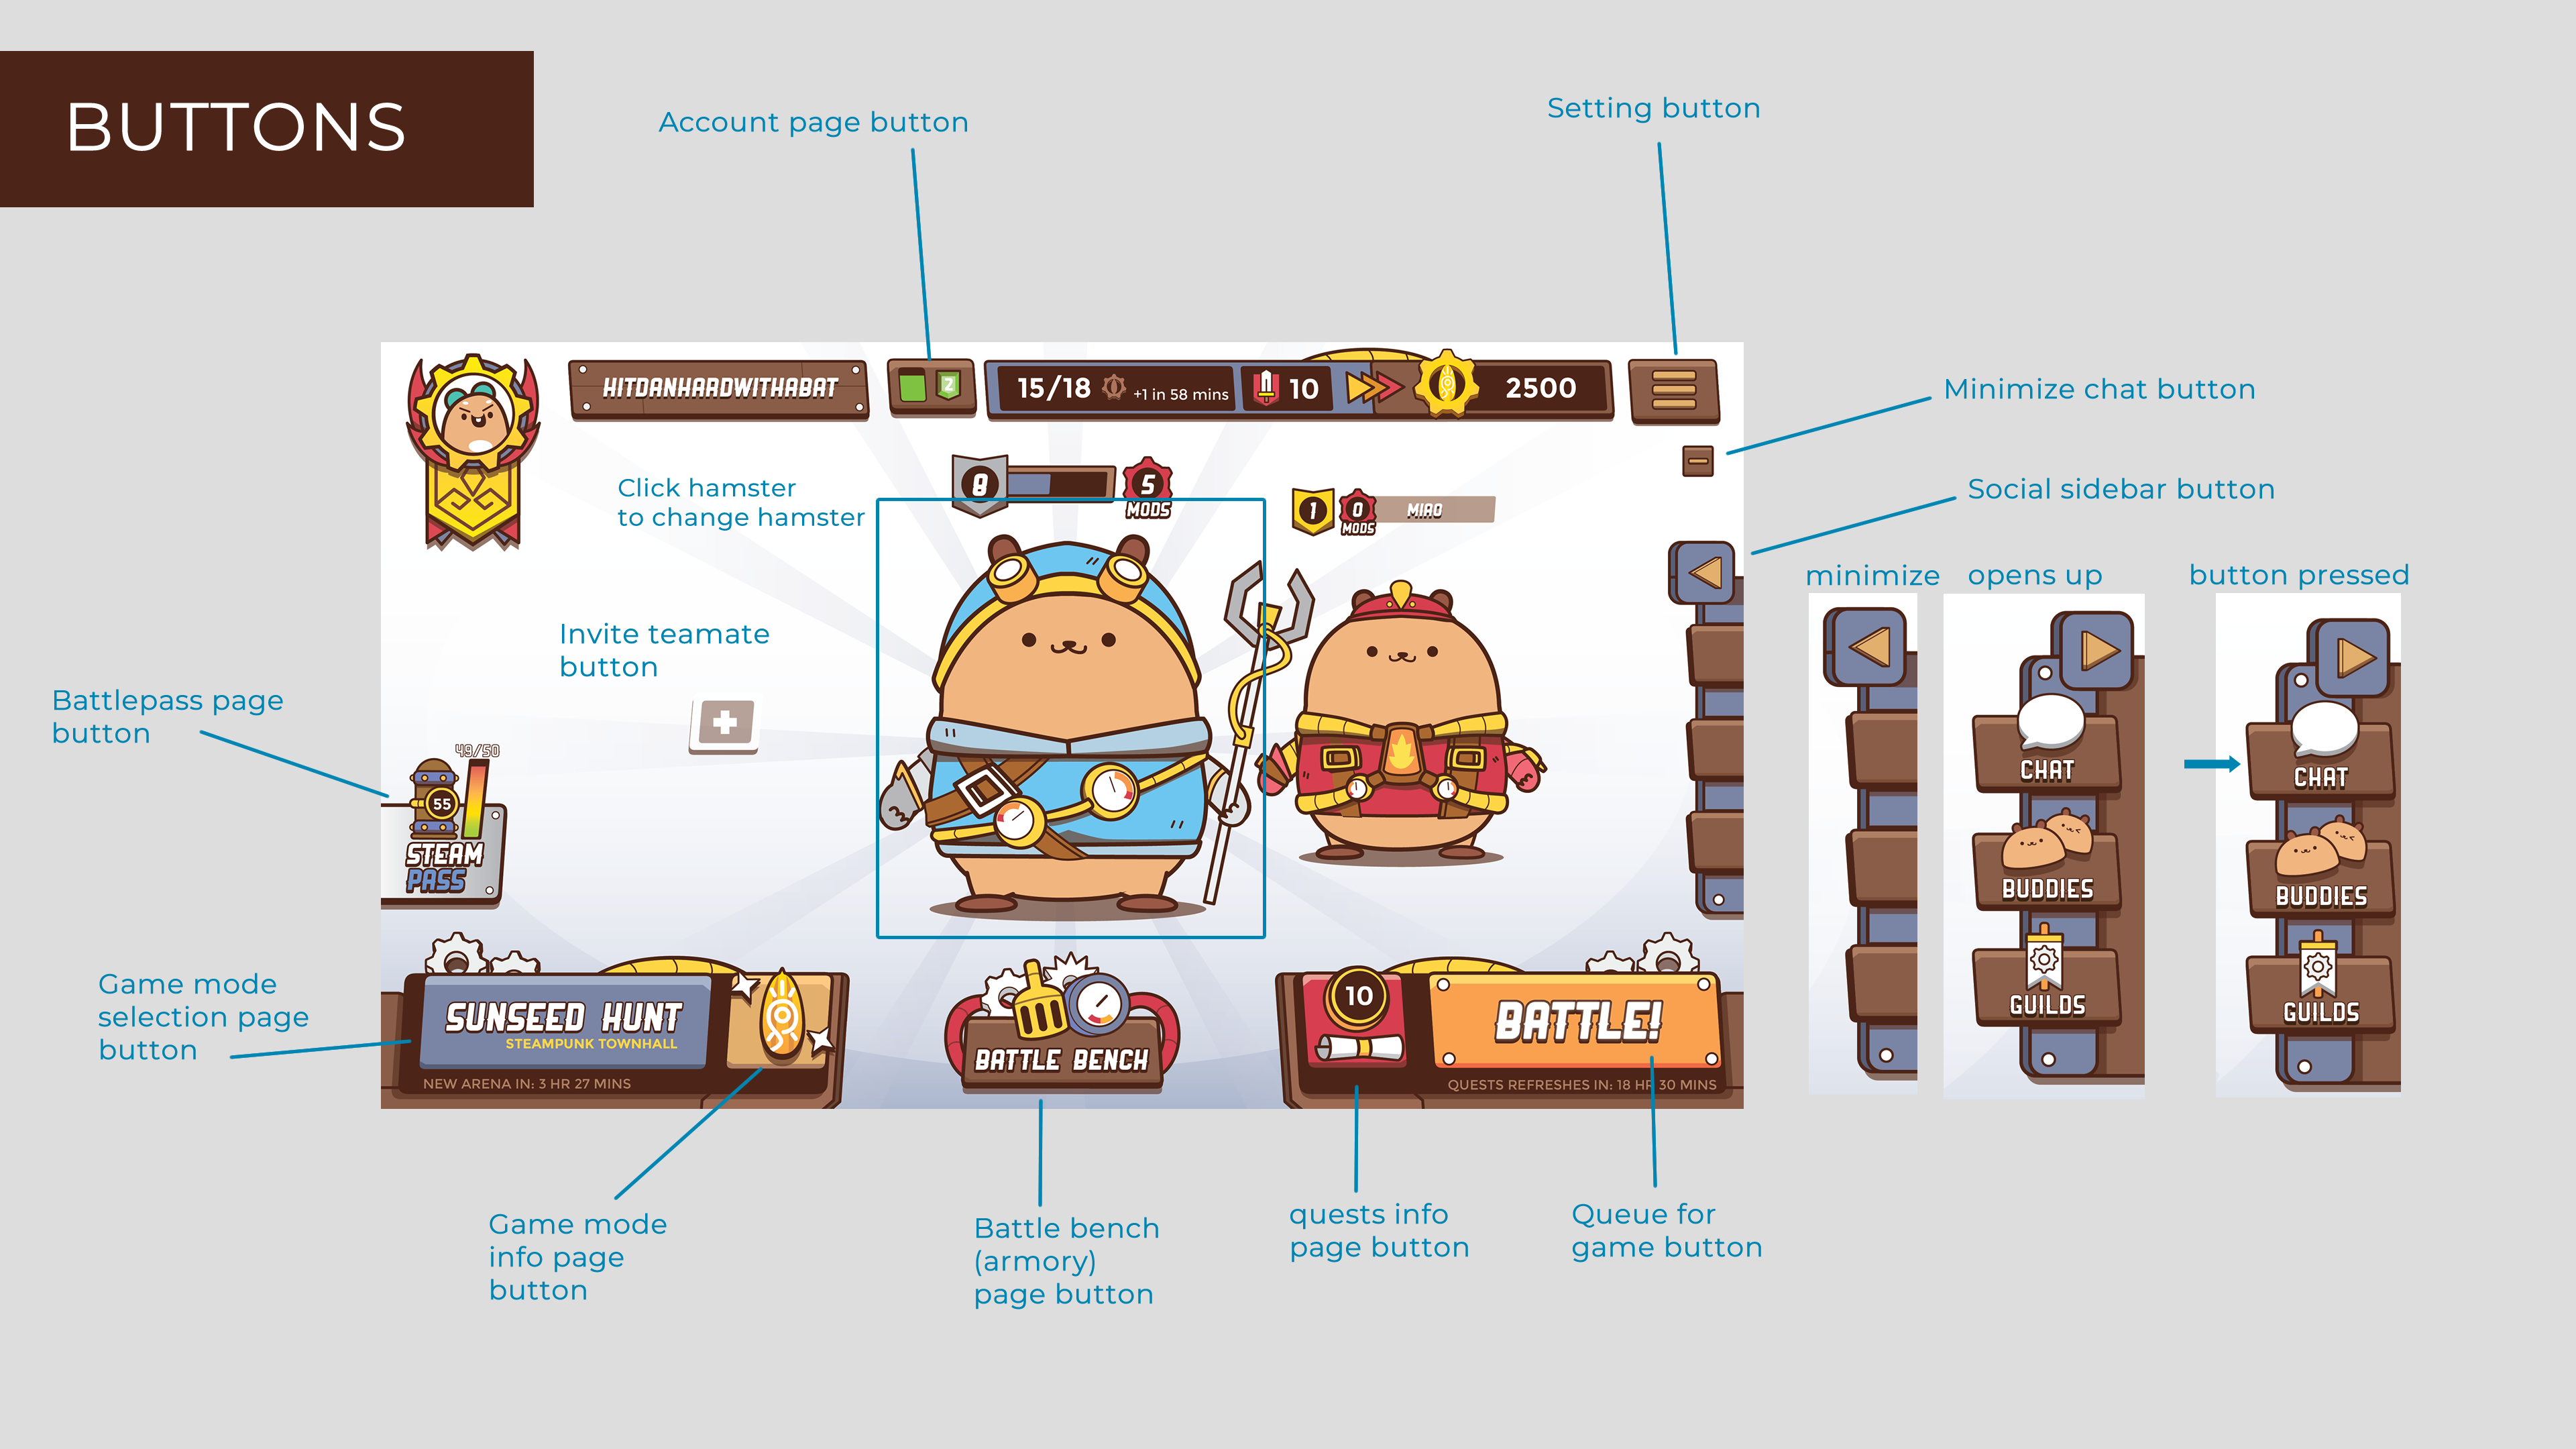 BUTTONS
Account page button
Setting button
HITDANHARDWITHABAT
2
15/18
+1 in 58 mins
10
2500
Minimize chat button
Click hamster
to change hamster
8
5
MODS
1
0
MODS
MIAO
Social sidebar button
minimize
opens up
button pressed
Invite teamate
button
Battlepass page
button
49/50
55
STEAM
PASS
CHAT
BUDDIES
GUILDS
CHAT
BUDDIES
GUILDS
Game mode
selection page
button
SUNSEED HUNT
STEAMPUNK TOWNHALL
NEW ARENA IN: 3 HR 27 MINS
BATTLE BENCH
10
BATTLE!
QUESTS REFRESHES IN: 18 HR 30 MINS
Game mode
info page
button
Battle bench
(armory)
page button
quests info
page button
Queue for
game button